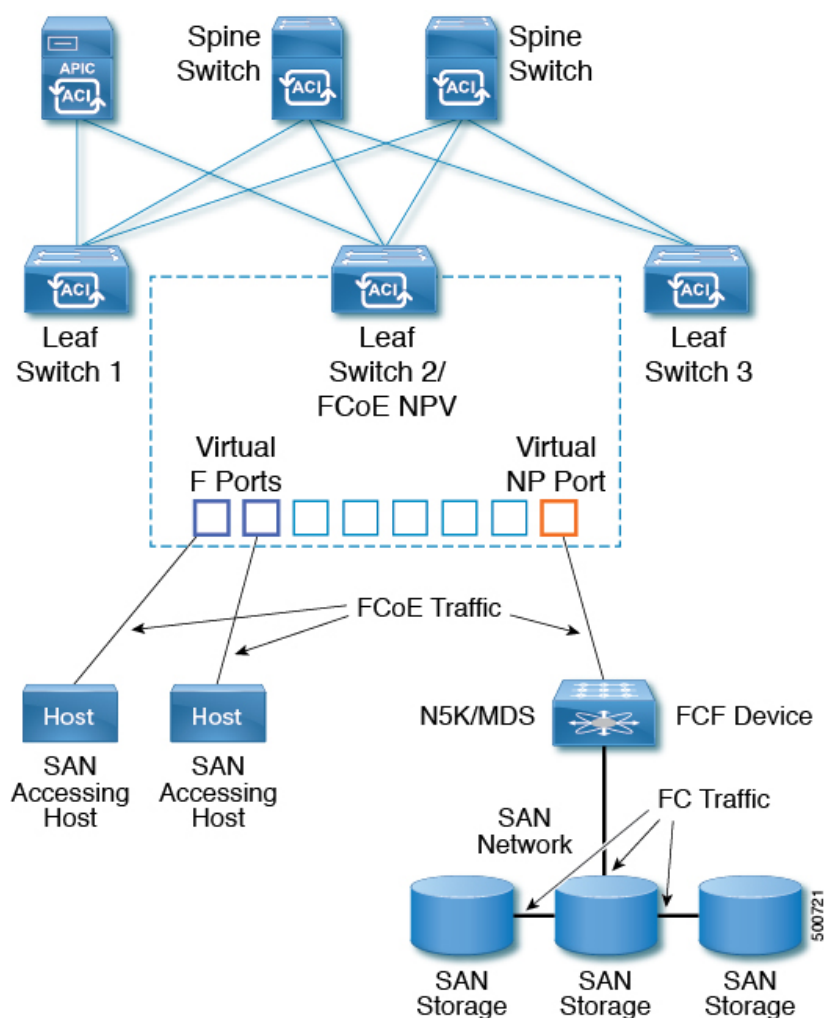 Spine
Switch
Spine
Switch
APIC
ACI
ACI
ACI
ACI
ACI
ACI
Leaf
Switch 1
Leaf
Switch 2/
FCoE NPV
Leaf
Switch 3
Virtual
F Ports
Virtual
NP Port
FCoE Traffic
Host
Host
SAN
Accessing
Host
SAN
Accessing
Host
N5K/MDS
FCF Device
FC Traffic
SAN
Network
SAN
Storage
SAN
Storage
SAN
Storage
500721